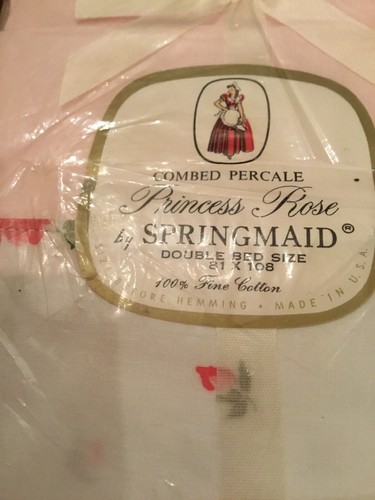 COMBED PERCALE
Princess Rose
by SPRINGMAID®
DOUBLE BED SIZE
81 X 108
100% Fine Cotton
HEMMING • MADE IN U.S.A.